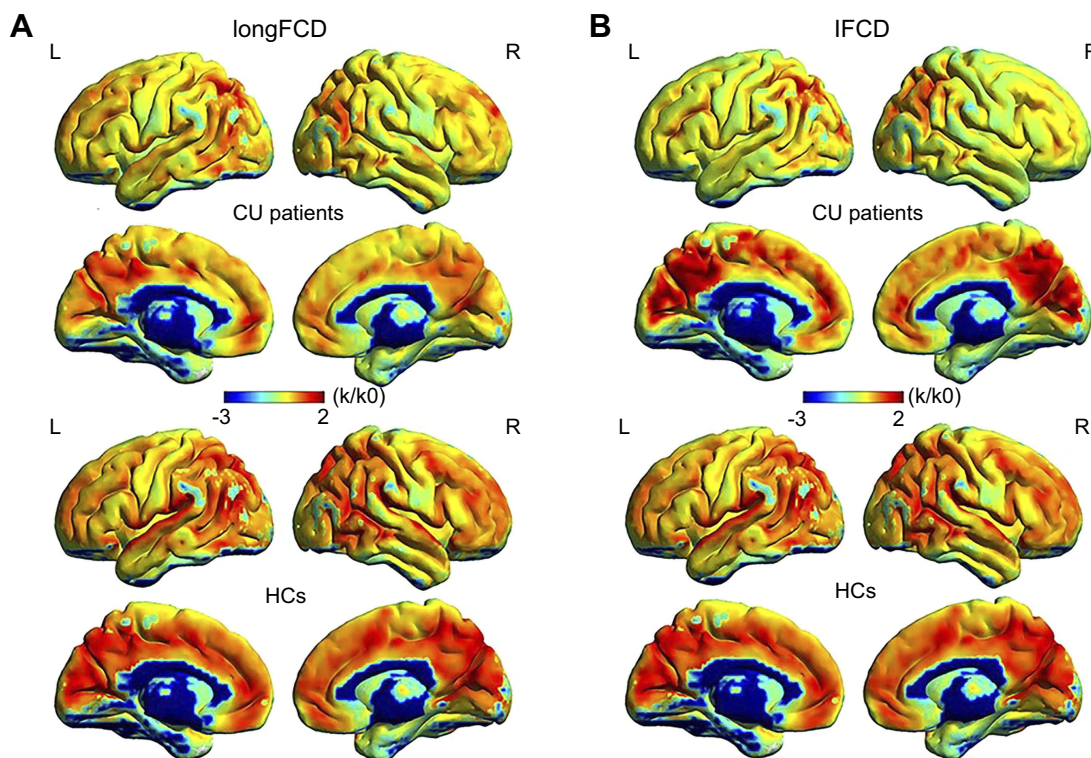 A
longFCD
L
R
CU patients
-3
2
(k/k0)
L
R
HCs
B
lFCD
L
R
CU patients
-3
2
(k/k0)
L
R
HCs